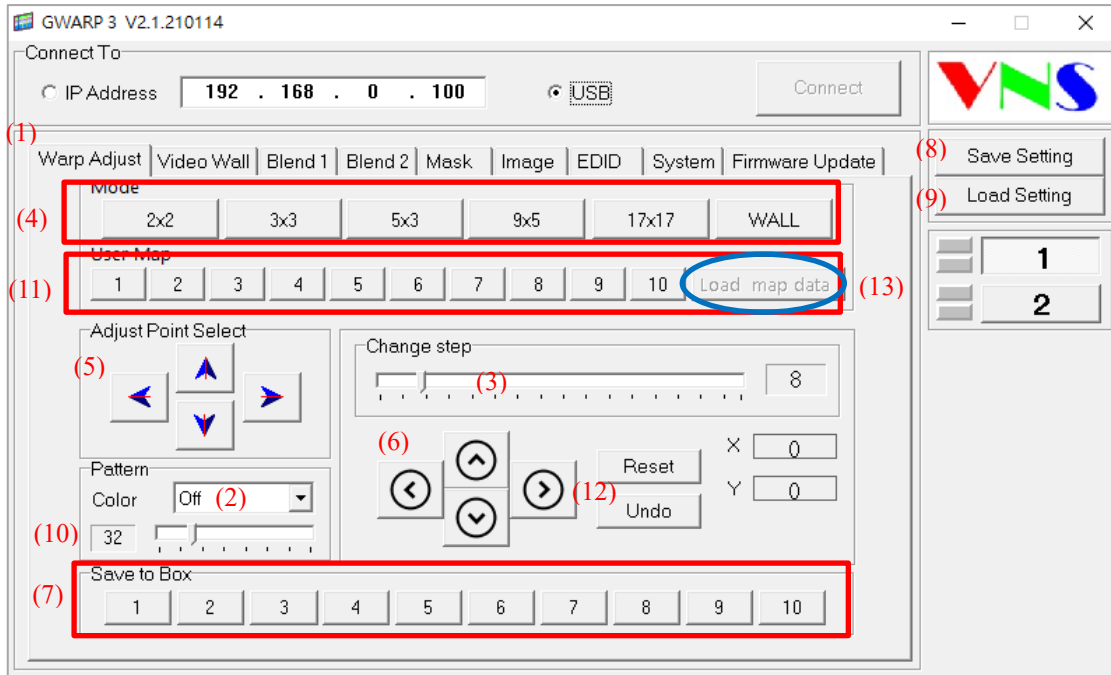 GWARP 3 V2.1.210114
Connect To
IP Address 192 . 168 . 0 . 100 USB Connect
VNS
(1)
Warp Adjust Video Wall Blend 1 Blend 2 Mask Image EDID System Firmware Update
(8) Save Setting
(9) Load Setting
Mode
(4) 2x2 3x3 5x3 9x5 17x17 WALL
User Map
(11) 1 2 3 4 5 6 7 8 9 10 Load map data (13)
1
2
Adjust Point Select
(5)
Change step
(3) 8
(6)
(12) Reset
Undo
X 0
Y 0
Pattern
Color Off (2)
(10) 32
Save to Box
(7) 1 2 3 4 5 6 7 8 9 10